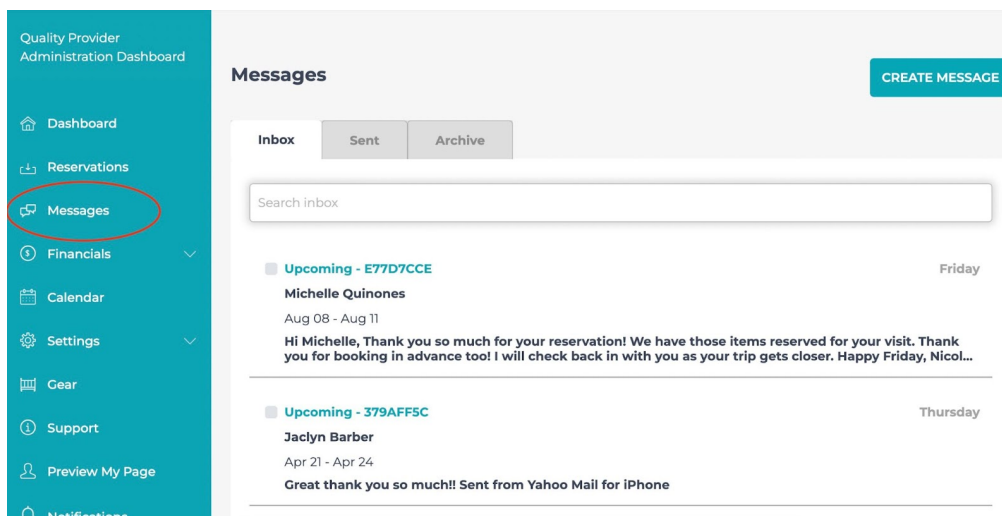 Quality Provider
Administration Dashboard
Dashboard
Reservations
Messages
Financials
Calendar
Settings
Gear
Support
Preview My Page
Notifications
Messages
CREATE MESSAGE
Inbox
Sent
Archive
Search inbox
Upcoming - E77D7CCE
Friday
Michelle Quinones
Aug 08 - Aug 11
Hi Michelle, Thank you so much for your reservation! We have those items reserved for your visit. Thank
you for booking in advance too! I will check back in with you as your trip gets closer. Happy Friday, Nicol...
Upcoming - 379AFF5C
Thursday
Jaclyn Barber
Apr 21 - Apr 24
Great thank you so much!! Sent from Yahoo Mail for iPhone